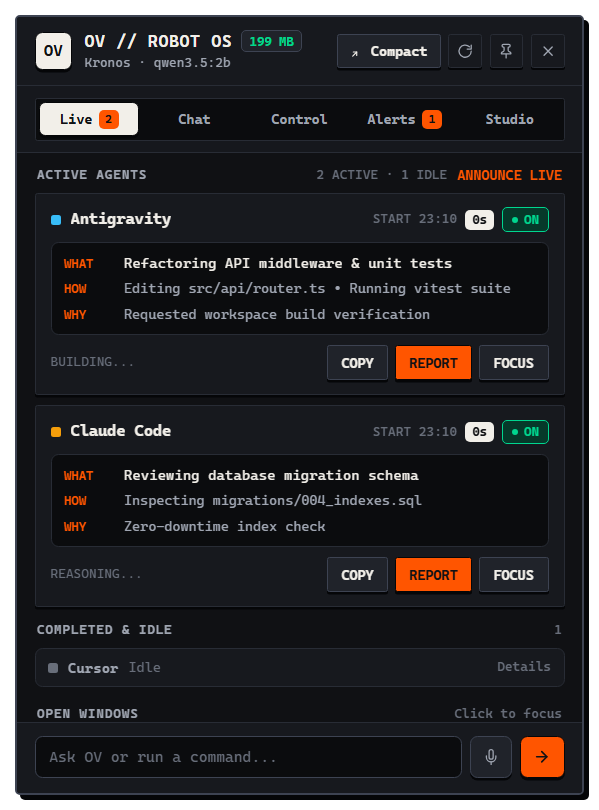 OV OV // ROBOT OS 199 MB
Kronos · qwen3.5:2b
Compact
Live 2 Chat Control Alerts 1 Studio
ACTIVE AGENTS 2 ACTIVE · 1 IDLE ANNOUNCE LIVE
Antigravity START 23:10 0s ON
WHAT Refactoring API middleware & unit tests
HOW Editing src/api/router.ts • Running vitest suite
WHY Requested workspace build verification
BUILDING... COPY REPORT FOCUS
Claude Code START 23:10 0s ON
WHAT Reviewing database migration schema
HOW Inspecting migrations/004_indexes.sql
WHY Zero-downtime index check
REASONING... COPY REPORT FOCUS
COMPLETED & IDLE 1
Cursor Idle Details
OPEN WINDOWS Click to focus
Ask OV or run a command...